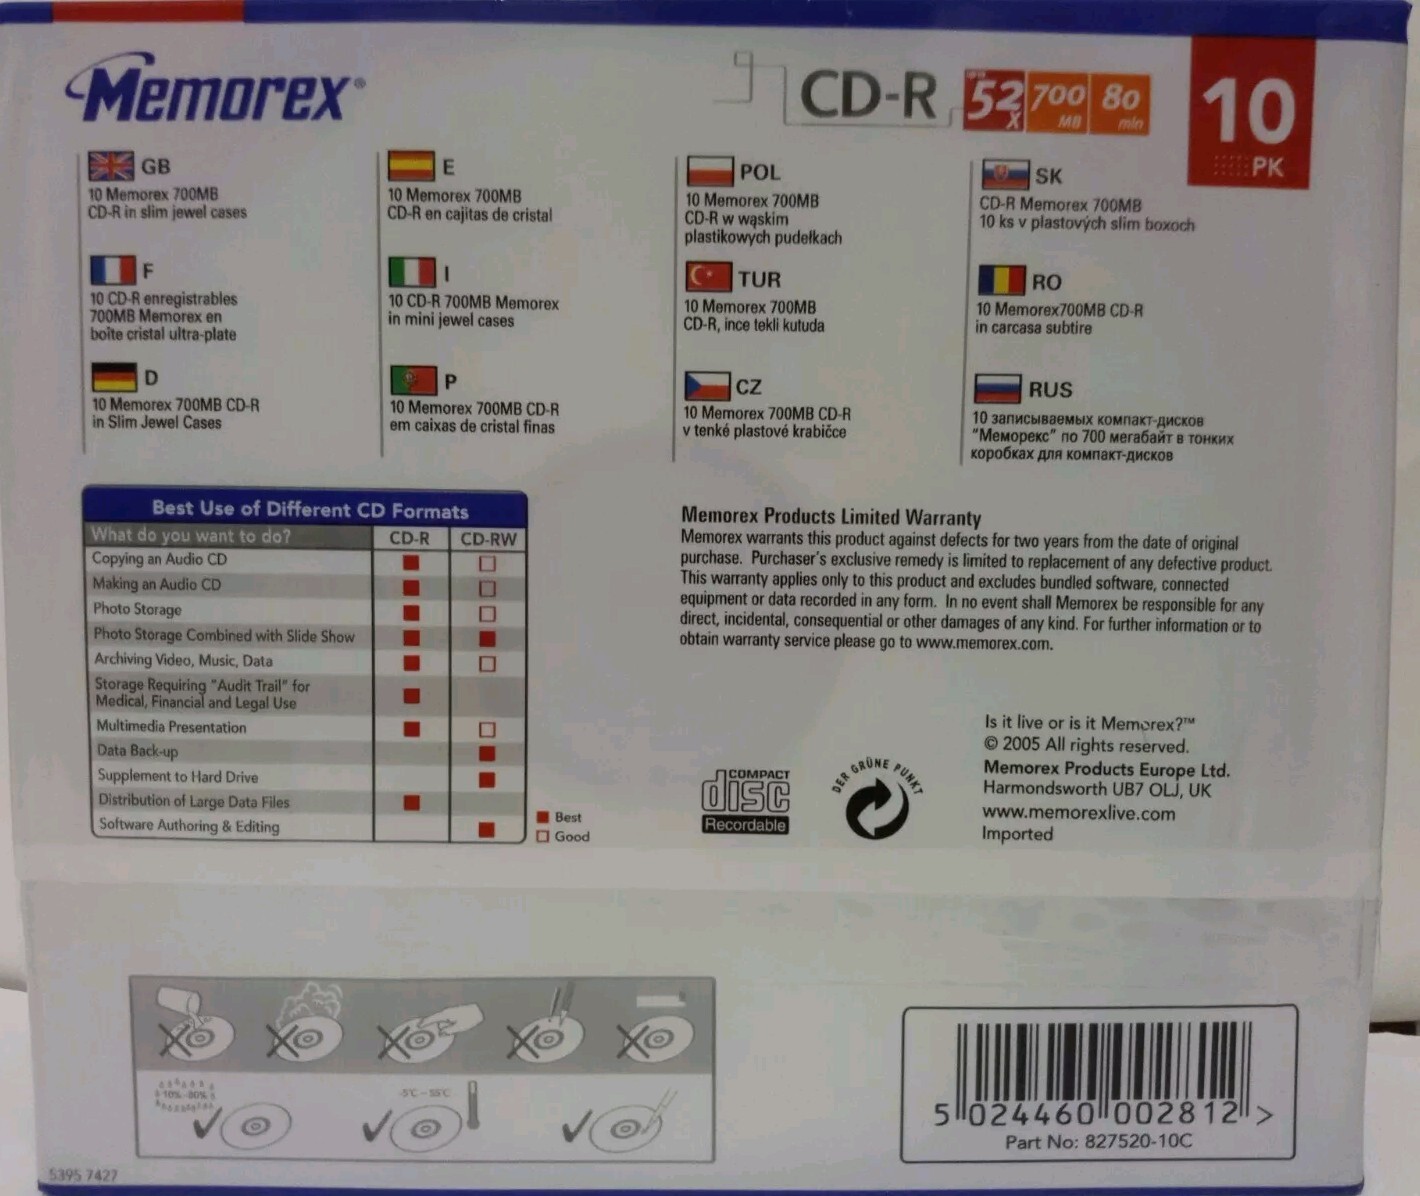 Memorex®
CD-R
UP TO 52X
700 MB
80 min
10 PK
GB
10 Memorex 700MB
CD-R in slim jewel cases
F
10 CD-R enregistrables
700MB Memorex en
boîte cristal ultra-plate
D
10 Memorex 700MB CD-R
in Slim Jewel Cases
E
10 Memorex 700MB
CD-R en cajitas de cristal
I
10 CD-R 700MB Memorex
in mini jewel cases
P
10 Memorex 700MB CD-R
em caixas de cristal finas
POL
10 Memorex 700MB
CD-R w wąskim
plastikowych pudełkach
TUR
10 Memorex 700MB
CD-R, ince tekli kutuda
CZ
10 Memorex 700MB CD-R
v tenké plastové krabičce
SK
CD-R Memorex 700MB
10 ks v plastových slim boxoch
RO
10 Memorex700MB CD-R
in carcasa subtire
RUS
10 записываемых компакт-дисков
"Меморекс" по 700 мегабайт в тонких
коробках для компакт-дисков
Best Use of Different CD Formats
What do you want to do? CD-R CD-RW
Copying an Audio CD
Making an Audio CD
Photo Storage
Photo Storage Combined with Slide Show
Archiving Video, Music, Data
Storage Requiring "Audit Trail" for
Medical, Financial and Legal Use
Multimedia Presentation
Data Back-up
Supplement to Hard Drive
Distribution of Large Data Files
Software Authoring & Editing
Best
Good
Memorex Products Limited Warranty
Memorex warrants this product against defects for two years from the date of original
purchase. Purchaser's exclusive remedy is limited to replacement of any defective product.
This warranty applies only to this product and excludes bundled software, connected
equipment or data recorded in any form. In no event shall Memorex be responsible for any
direct, incidental, consequential or other damages of any kind. For further information or to
obtain warranty service please go to www.memorex.com.
COMPACT
disc
Recordable
DER GRÜNE PUNKT
Is it live or is it Memorex?™
© 2005 All rights reserved.
Memorex Products Europe Ltd.
Harmondsworth UB7 OLJ, UK
www.memorexlive.com
Imported
10%-80%
-5°C - 55°C
5 024460 002812 >
Part No: 827520-10C
5395 7427